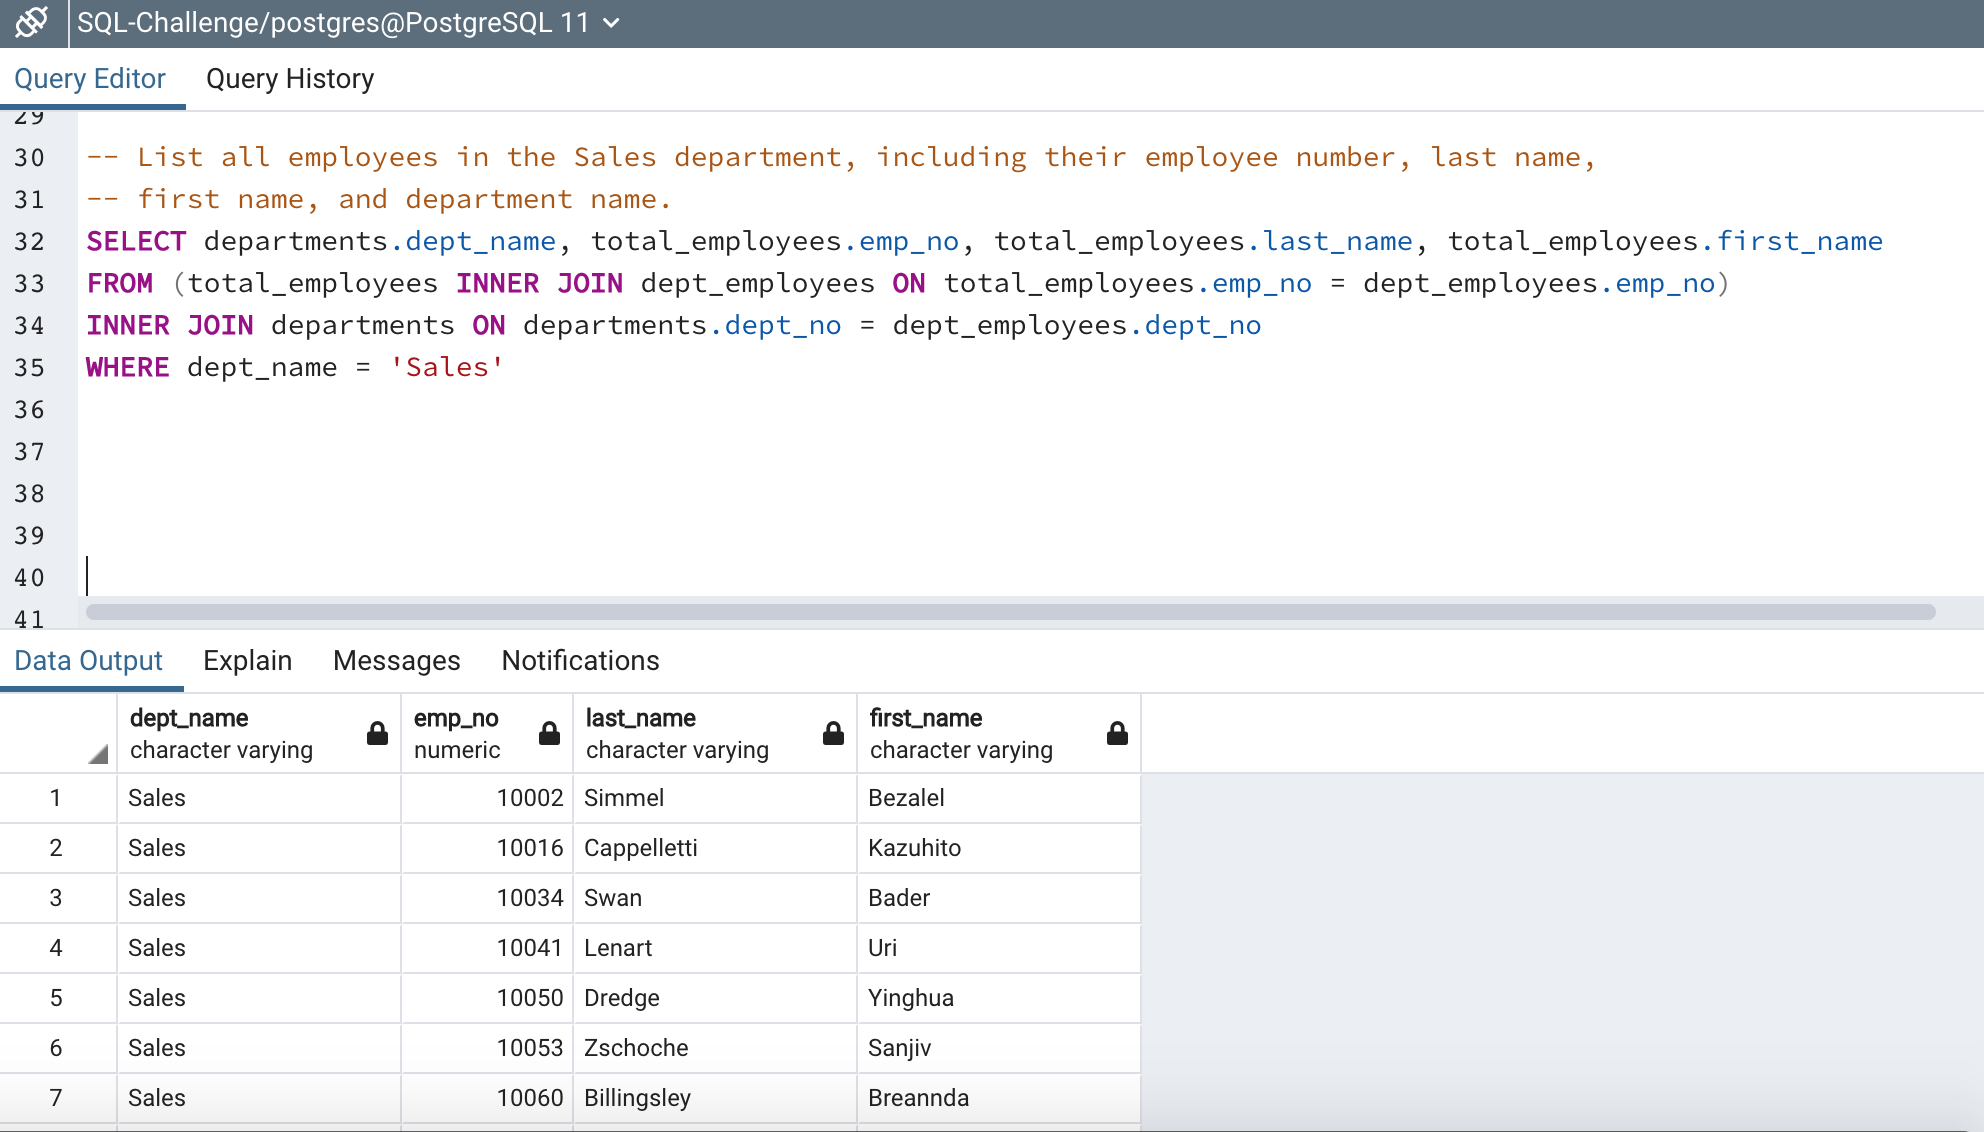 SQL-Challenge/postgres@PostgreSQL 11
Query Editor Query History
29
30 -- List all employees in the Sales department, including their employee number, last name,
31 -- first name, and department name.
32 SELECT departments.dept_name, total_employees.emp_no, total_employees.last_name, total_employees.first_name
33 FROM (total_employees INNER JOIN dept_employees ON total_employees.emp_no = dept_employees.emp_no)
34 INNER JOIN departments ON departments.dept_no = dept_employees.dept_no
35 WHERE dept_name = 'Sales'
36
37
38
39
40
41
Data Output Explain Messages Notifications
dept_name emp_no last_name first_name
character varying numeric character varying character varying
1 Sales 10002 Simmel Bezalel
2 Sales 10016 Cappelletti Kazuhito
3 Sales 10034 Swan Bader
4 Sales 10041 Lenart Uri
5 Sales 10050 Dredge Yinghua
6 Sales 10053 Zschoche Sanjiv
7 Sales 10060 Billingsley Breannda